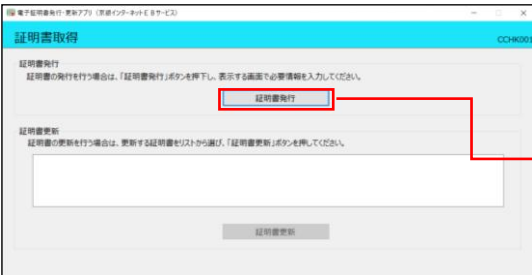 電子証明書発行・更新アプリ（京銀インターネットＥＢサービス）
証明書取得
CCHK001
証明書発行
証明書の発行を行う場合は、「証明書発行」ボタンを押下し、表示する画面で必要情報を入力してください。
証明書発行
証明書更新
証明書の更新を行う場合は、更新する証明書をリストから選び、「証明書更新」ボタンを押してください。
証明書更新